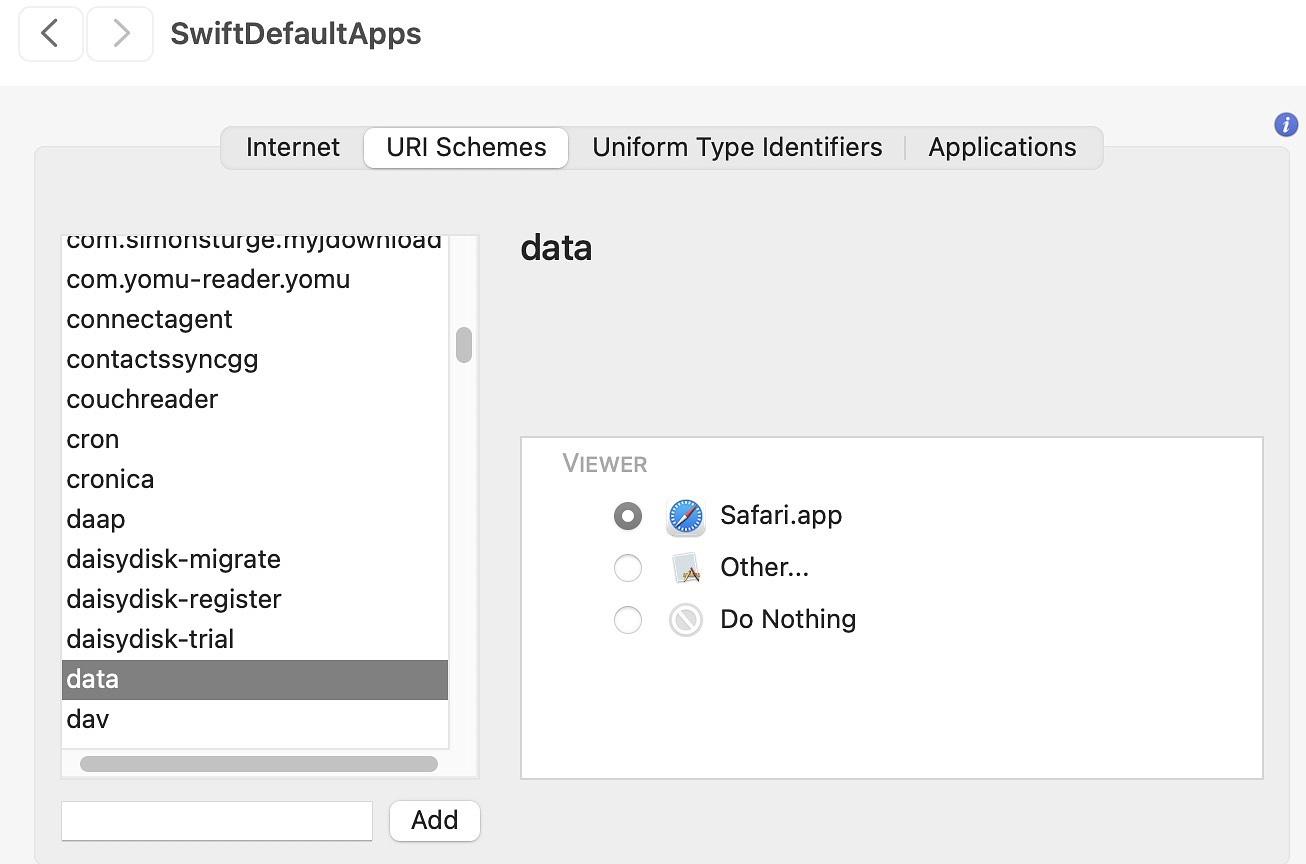 SwiftDefaultApps
Internet
URI Schemes
Uniform Type Identifiers
Applications
com.simonsturge.myjdownload
com.yomu-reader.yomu
connectagent
contactssyncgg
couchreader
cron
cronica
daap
daisydisk-migrate
daisydisk-register
daisydisk-trial
data
dav
Add
data
VIEWER
Safari.app
Other...
Do Nothing